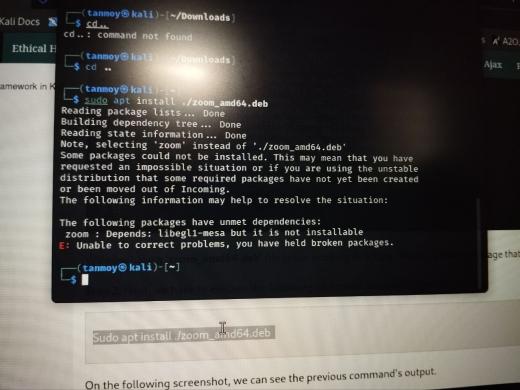 (tanmoy㉿kali)-[~/Downloads]
$ cd..
cd..: command not found
Kali Docs
Ethical H
(tanmoy㉿kali)-[~/Downloads]
$ cd ..
Ajax
(tanmoy㉿kali)-[~]
$ sudo apt install ./zoom_amd64.deb
Reading package lists... Done
Building dependency tree... Done
Reading state information... Done
Note, selecting 'zoom' instead of './zoom_amd64.deb'
Some packages could not be installed. This may mean that you have
requested an impossible situation or if you are using the unstable
distribution that some required packages have not yet been created
or been moved out of Incoming.
The following information may help to resolve the situation:
The following packages have unmet dependencies:
zoom : Depends: libegl1-mesa but it is not installable
E: Unable to correct problems, you have held broken packages.
(tanmoy㉿kali)-[~]
$
Sudo apt install ./zoom_amd64.deb
On the following screenshot, we can see the previous command's output.